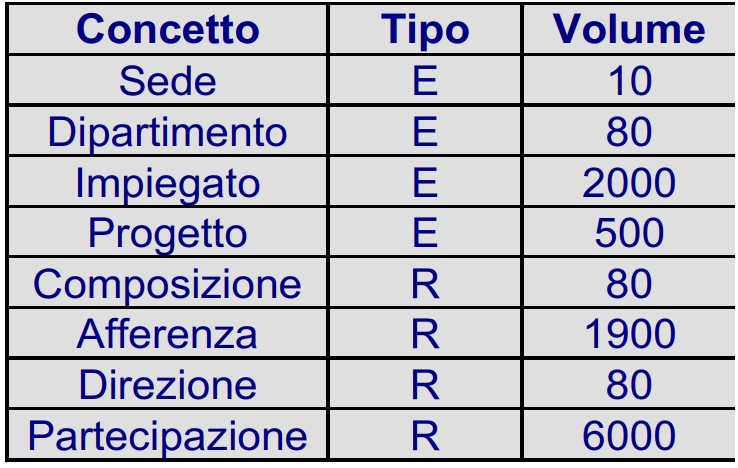 Concetto Tipo Volume
Sede E 10
Dipartimento E 80
Impiegato E 2000
Progetto E 500
Composizione R 80
Afferenza R 1900
Direzione R 80
Partecipazione R 6000